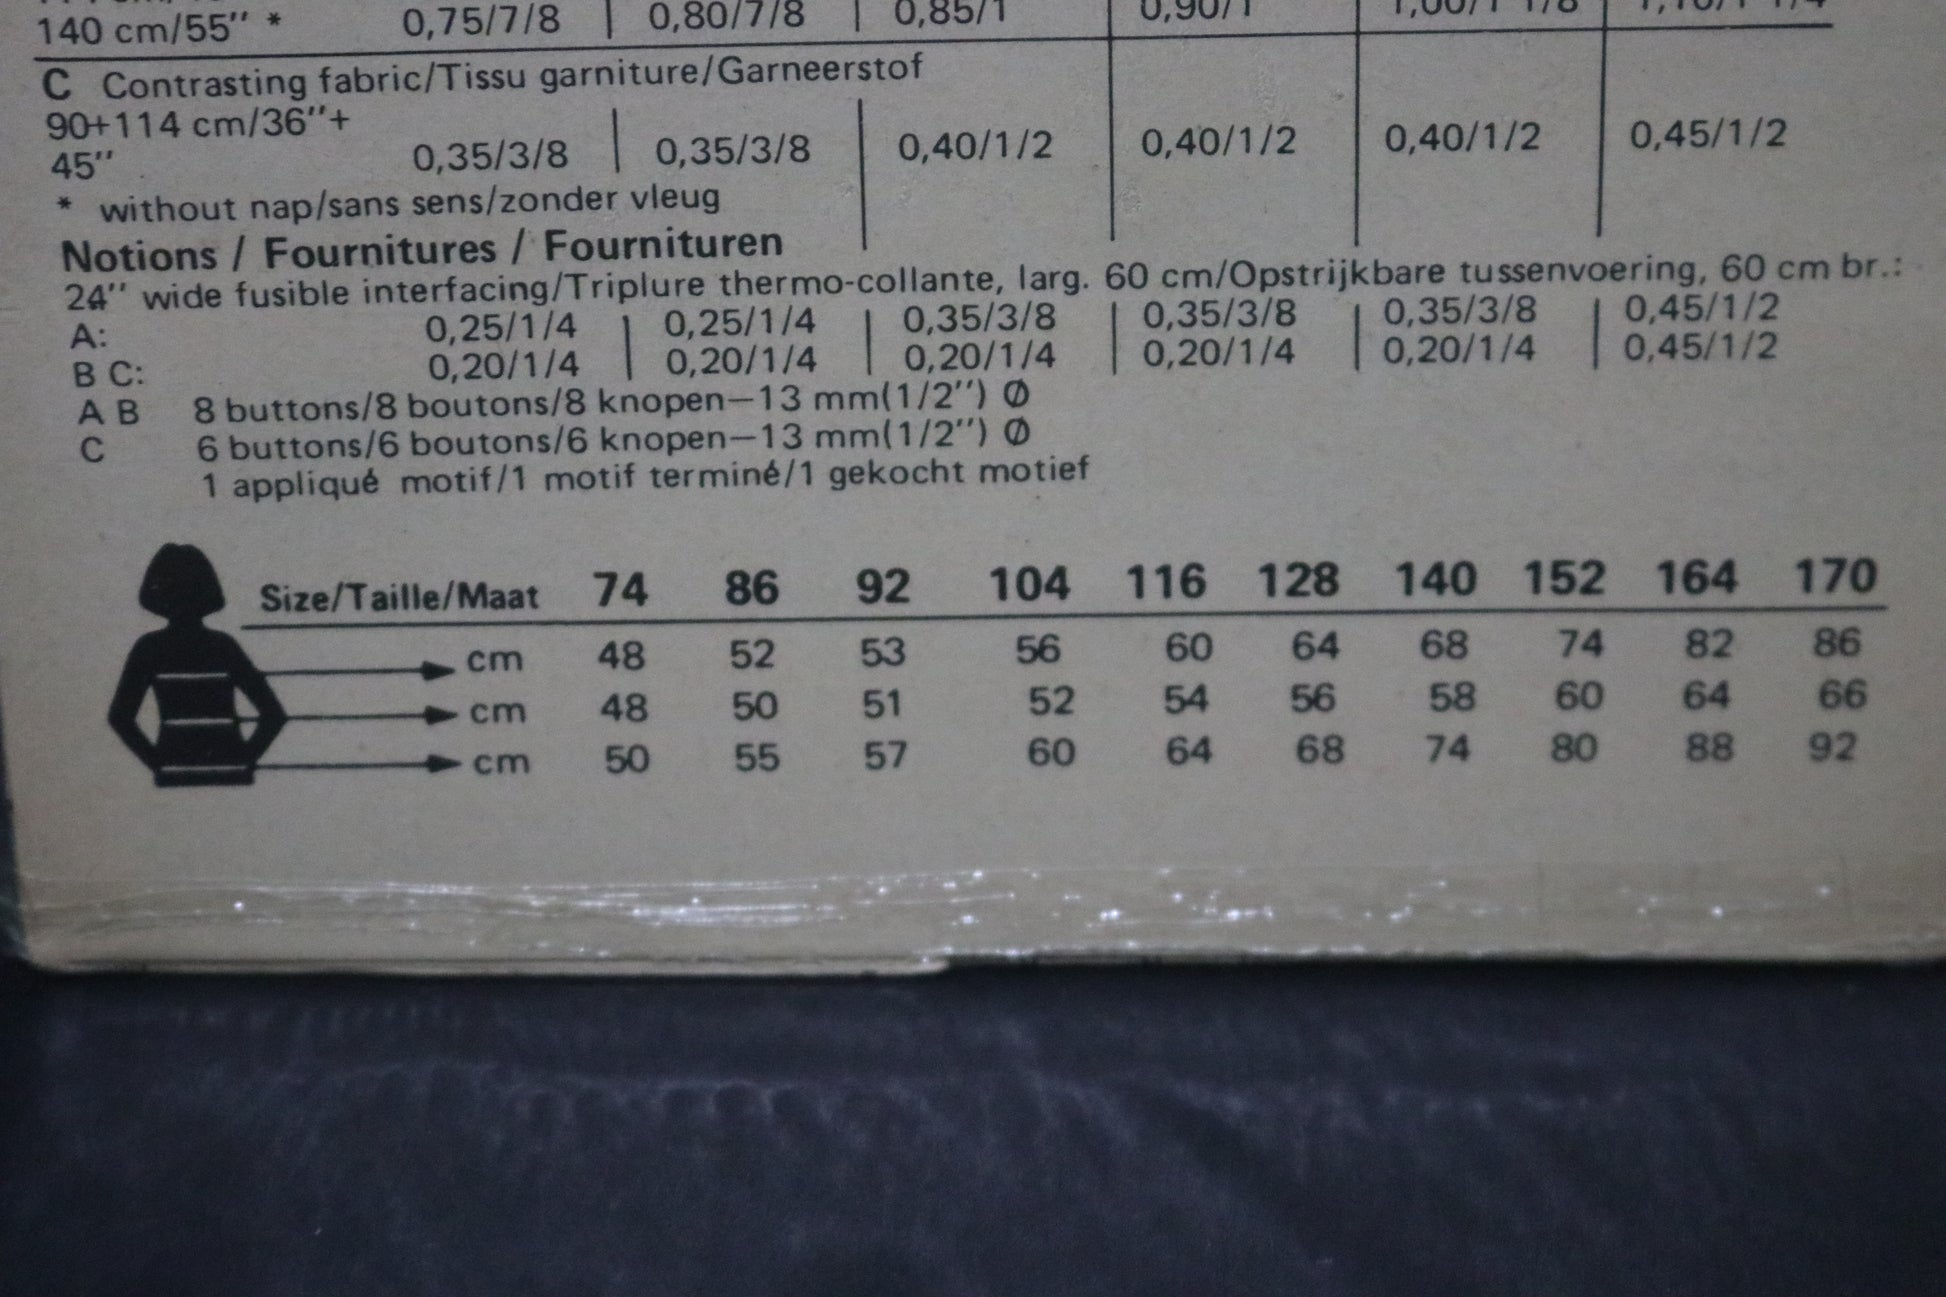 140 cm/55" * 0,75/7/8 0,80/7/8 0,85/1 0,90/1 1,00/1 1/8
C Contrasting fabric/Tissu garniture/Garneerstof
90+114 cm/36"+
45" 0,35/3/8 0,35/3/8 0,40/1/2 0,40/1/2 0,40/1/2 0,45/1/2
* without nap/sans sens/zonder vleug
Notions / Fournitures / Fournituren
24" wide fusible interfacing/Triplure thermo-collante, larg. 60 cm/Opstrijkbare tussenvoering, 60 cm br.:
A: 0,25/1/4 0,25/1/4 0,35/3/8 0,35/3/8 0,35/3/8 0,45/1/2
B C: 0,20/1/4 0,20/1/4 0,20/1/4 0,20/1/4 0,20/1/4 0,45/1/2
A B 8 buttons/8 boutons/8 knopen—13 mm(1/2") Ø
C 6 buttons/6 boutons/6 knopen—13 mm(1/2") Ø
1 appliqué motif/1 motif terminé/1 gekocht motief
Size/Taille/Maat 74 86 92 104 116 128 140 152 164 170
cm 48 52 53 56 60 64 68 74 82 86
cm 48 50 51 52 54 56 58 60 64 66
cm 50 55 57 60 64 68 74 80 88 92